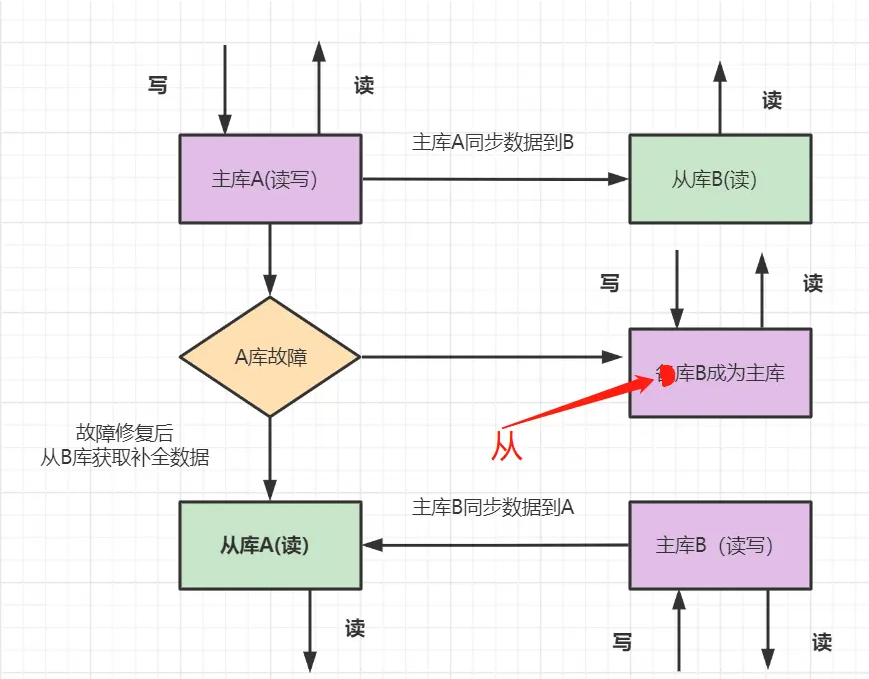 写
读
读
主库A同步数据到B
主库A(读写)
从库B(读)
写
读
A库故障
库B成为主库
从
故障修复后
从B库获取补全数据
主库B同步数据到A
从库A(读)
主库B（读写）
读
写
读